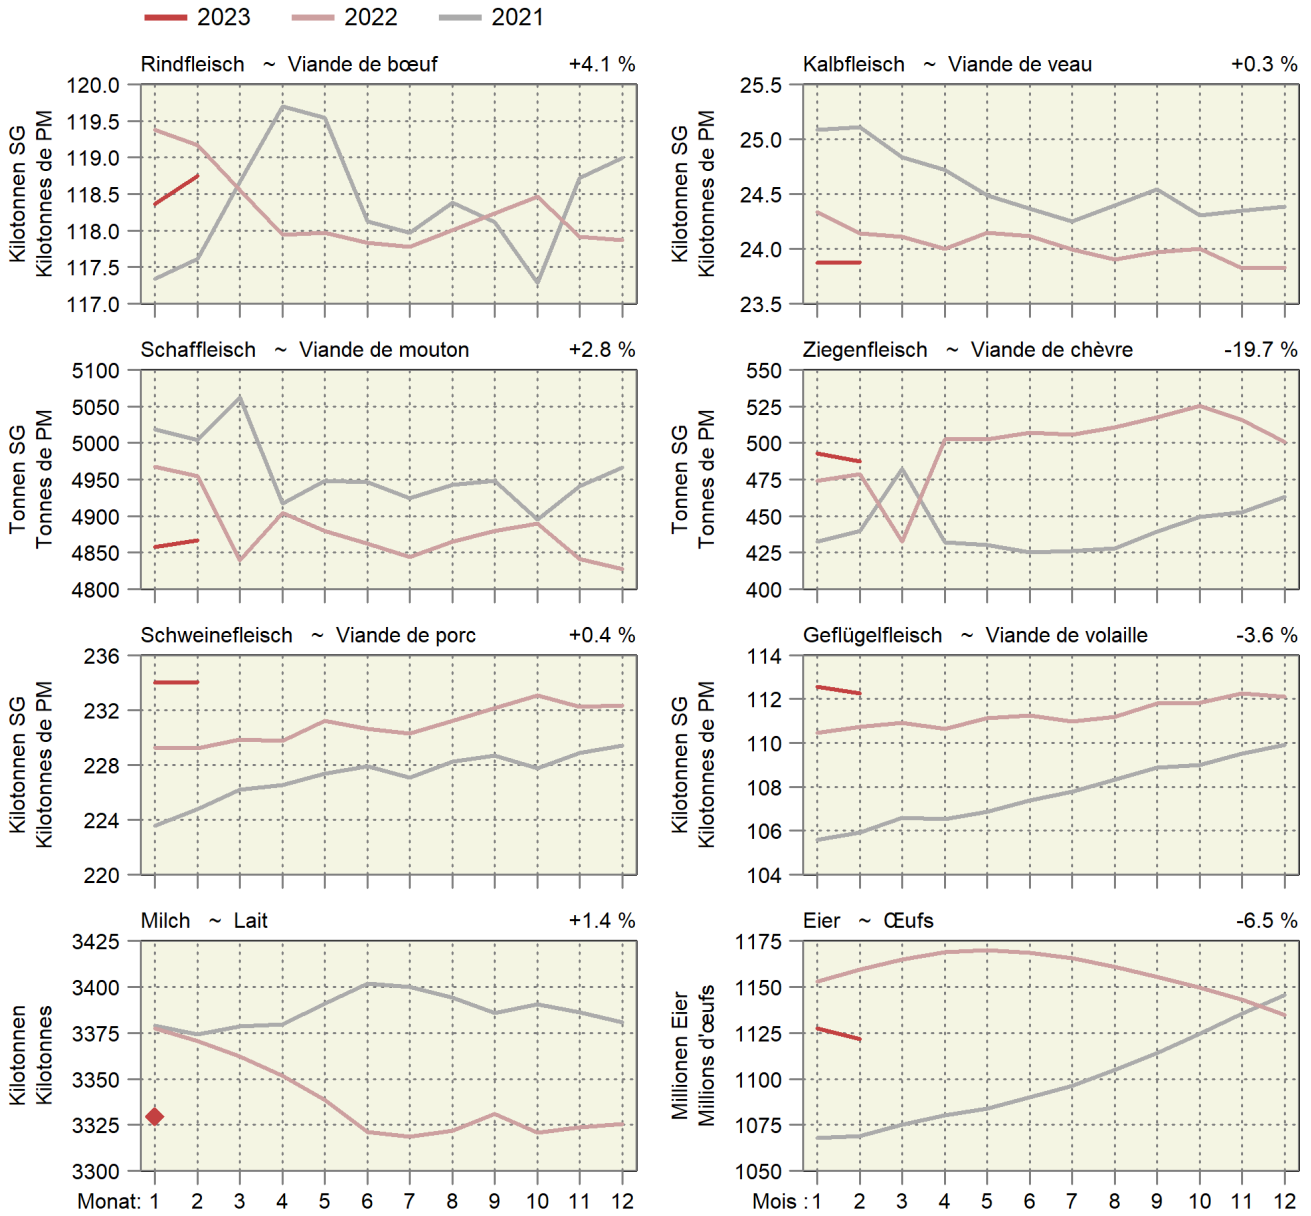 2023 2022 2021
Rindfleisch ~ Viande de bœuf +4.1 %
Kilotonnen SG
Kilotonnes de PM
120.0
119.5
119.0
118.5
118.0
117.5
117.0
Kalbfleisch ~ Viande de veau +0.3 %
Kilotonnen SG
Kilotonnes de PM
25.5
25.0
24.5
24.0
23.5
Schaffleisch ~ Viande de mouton +2.8 %
Tonnen SG
Tonnes de PM
5100
5050
5000
4950
4900
4850
4800
Ziegenfleisch ~ Viande de chèvre -19.7 %
Tonnen SG
Tonnes de PM
550
525
500
475
450
425
400
Schweinefleisch ~ Viande de porc +0.4 %
Kilotonnen SG
Kilotonnes de PM
236
232
228
224
220
Geflügelfleisch ~ Viande de volaille -3.6 %
Kilotonnen SG
Kilotonnes de PM
114
112
110
108
106
104
Milch ~ Lait +1.4 %
Kilotonnen
Kilotonnes
3425
3400
3375
3350
3325
3300
Monat: 1 2 3 4 5 6 7 8 9 10 11 12
Eier ~ Œufs -6.5 %
Millionen Eier
Millions d'œufs
1175
1150
1125
1100
1075
1050
Mois : 1 2 3 4 5 6 7 8 9 10 11 12